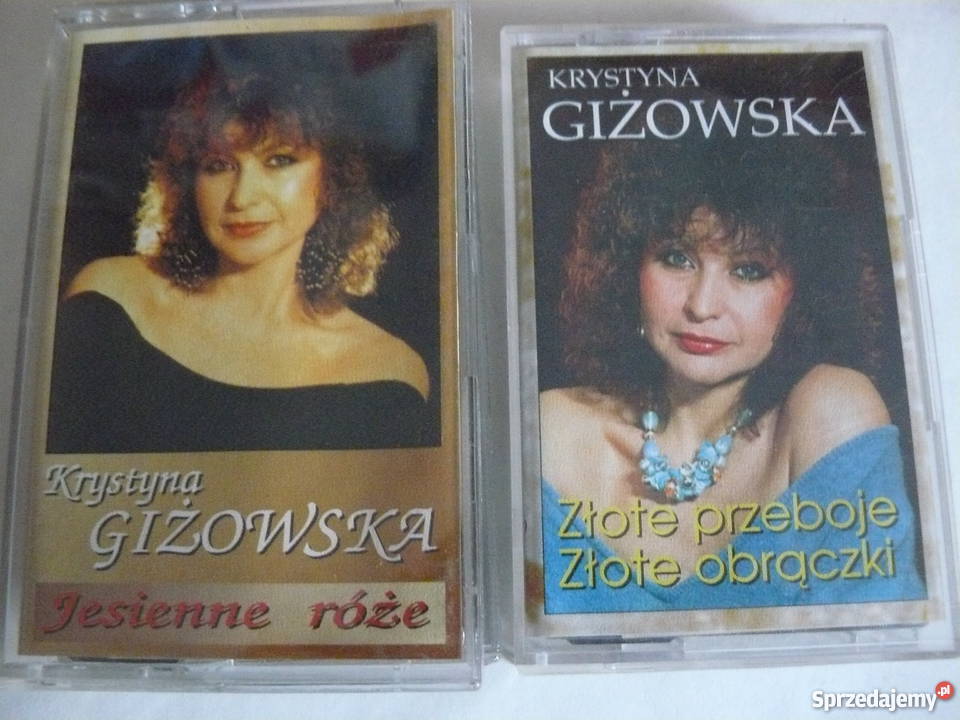 Krystyna
GIŻOWSKA
Jesienne róże
KRYSTYNA
GIŻOWSKA
Złote przeboje
Złote obrączki
Sprzedajemy.pl